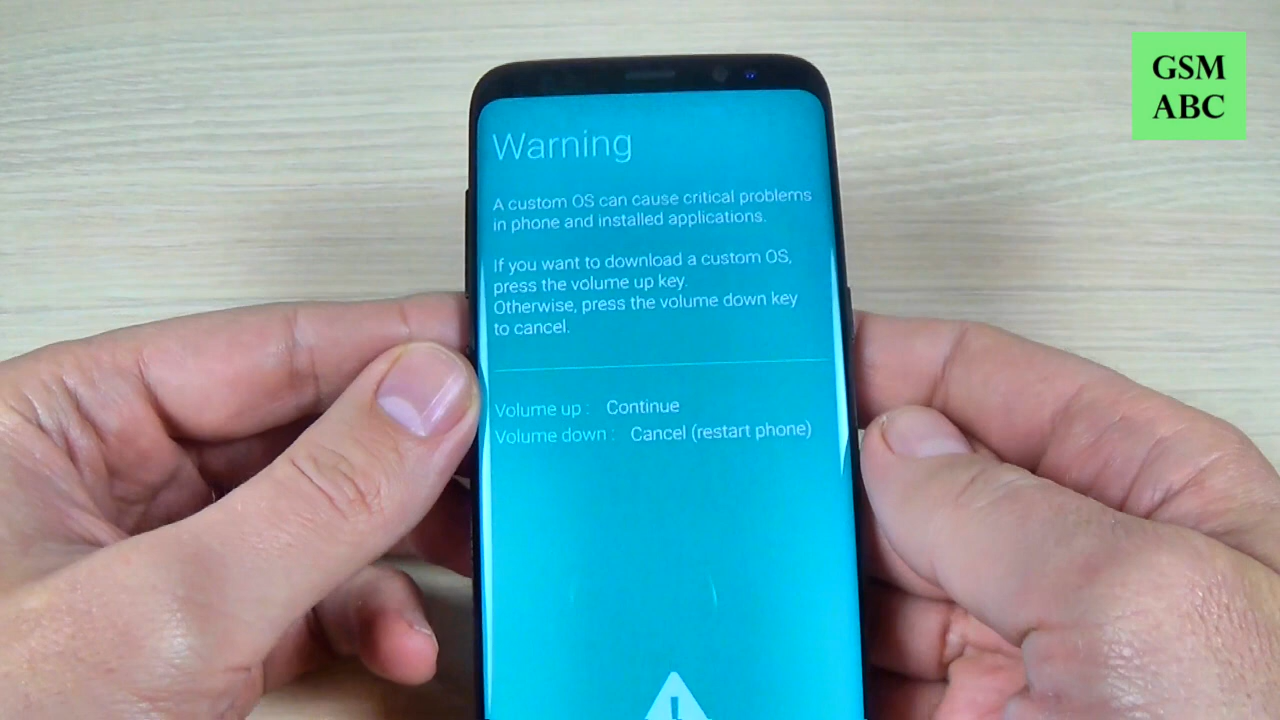 GSM
ABC
Warning
A custom OS can cause critical problems
in phone and installed applications.
If you want to download a custom OS,
press the volume up key.
Otherwise, press the volume down key
to cancel.
Volume up : Continue
Volume down : Cancel (restart phone)